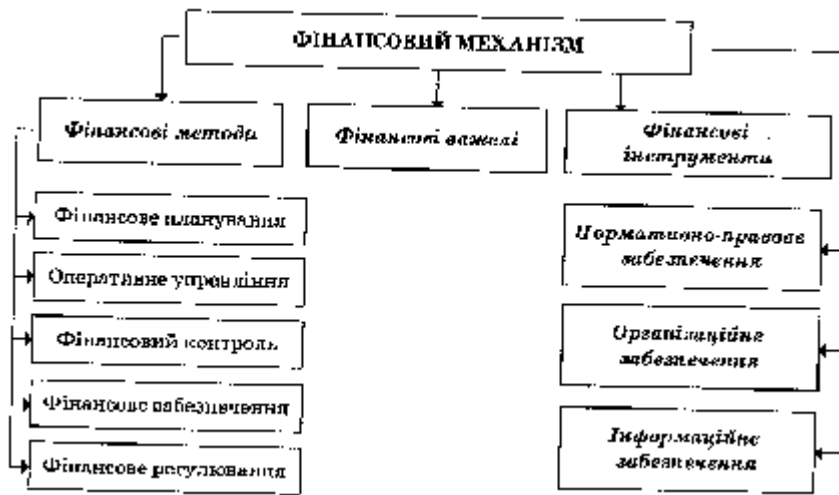 ФІНАНСОВИЙ МЕХАНІЗМ
Фінансові методи
Фінансові важелі
Фінансові
інструменти
Фінансове планування
Оперативне управління
Фінансовий контроль
Фінансове забезпечення
Фінансове регулювання
Нормативно-правове
забезпечення
Організаційне
забезпечення
Інформаційне
забезпечення